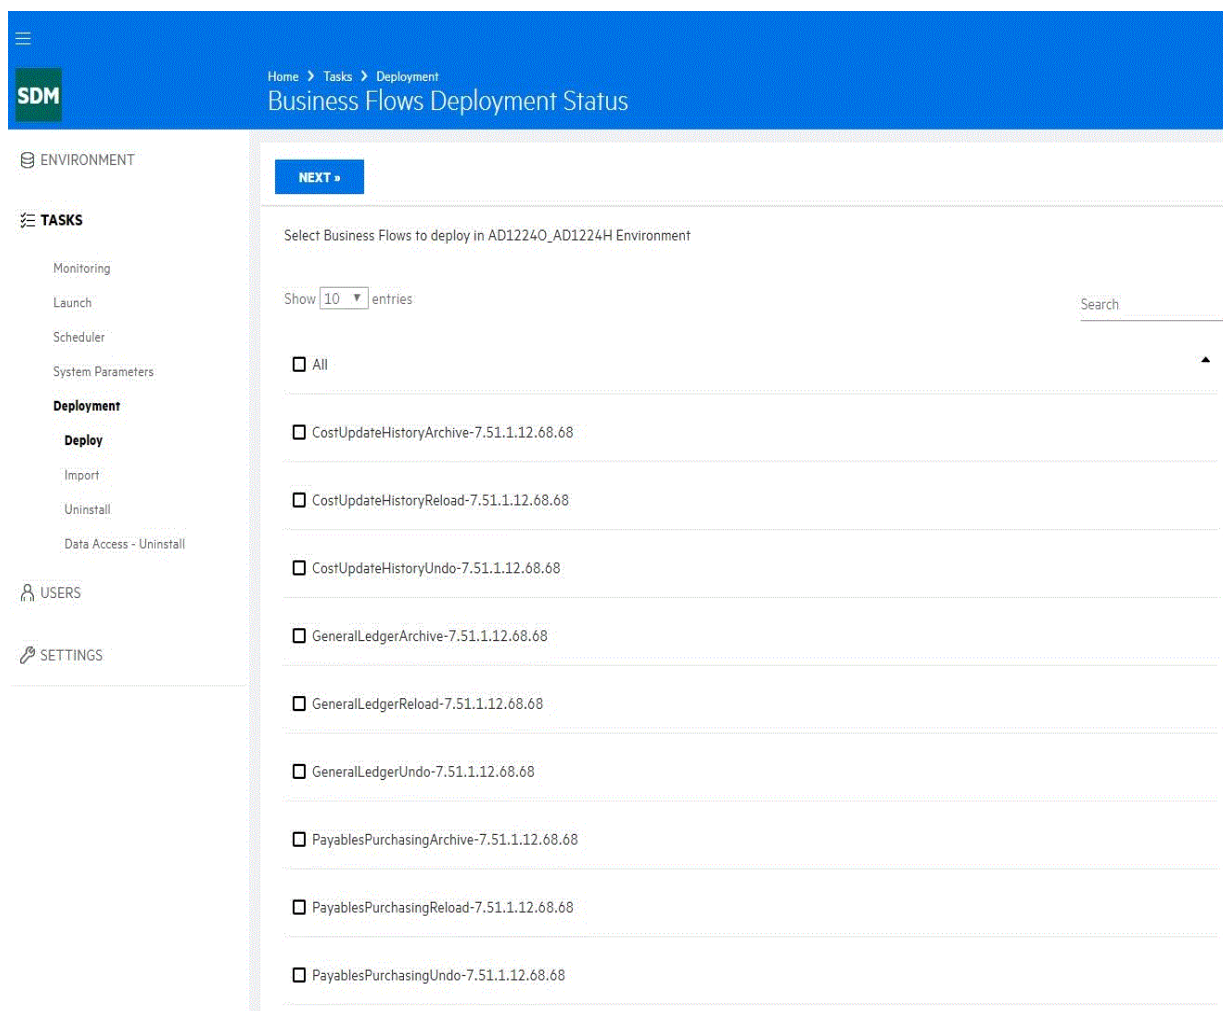 SDM
Home > Tasks > Deployment
Business Flows Deployment Status
ENVIRONMENT
TASKS
Monitoring
Launch
Scheduler
System Parameters
Deployment
Deploy
Import
Uninstall
Data Access - Uninstall
USERS
SETTINGS
NEXT »
Select Business Flows to deploy in AD1224O_AD1224H Environment
Show 10 entries
Search
All
CostUpdateHistoryArchive-7.51.1.12.68.68
CostUpdateHistoryReload-7.51.1.12.68.68
CostUpdateHistoryUndo-7.51.1.12.68.68
GeneralLedgerArchive-7.51.1.12.68.68
GeneralLedgerReload-7.51.1.12.68.68
GeneralLedgerUndo-7.51.1.12.68.68
PayablesPurchasingArchive-7.51.1.12.68.68
PayablesPurchasingReload-7.51.1.12.68.68
PayablesPurchasingUndo-7.51.1.12.68.68